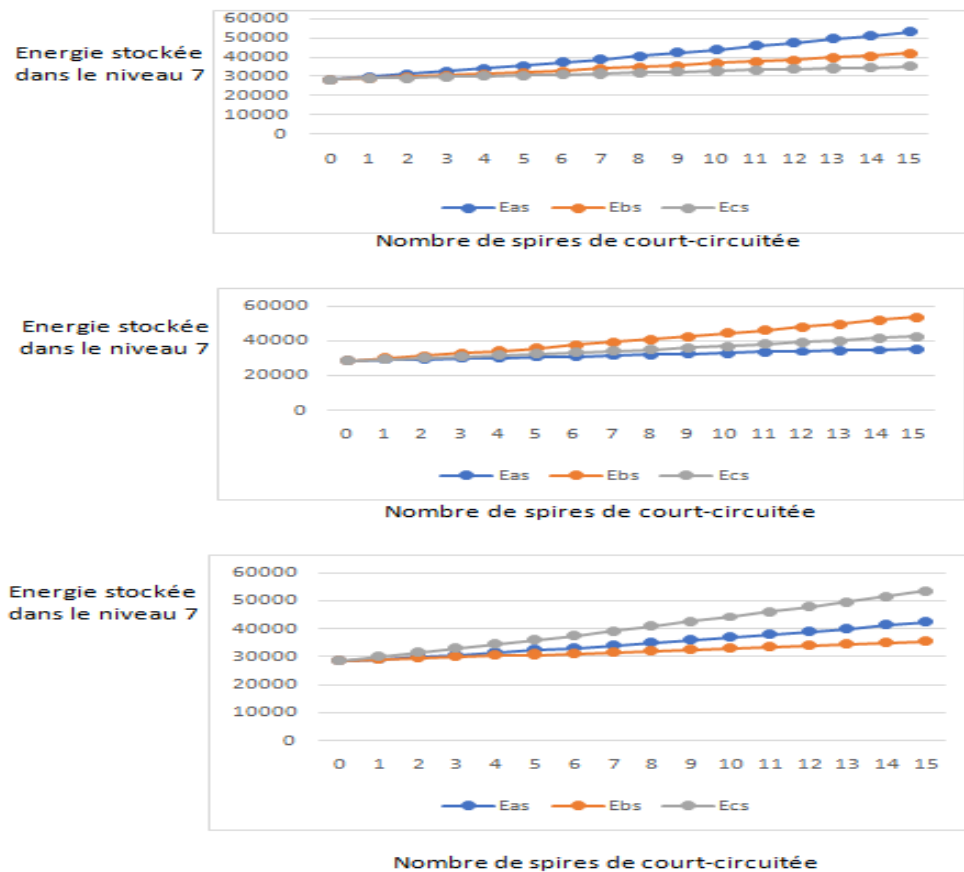 60000
Energie stockée
dans le niveau 7
50000
40000
30000
20000
10000
0
0 1 2 3 4 5 6 7 8 9 10 11 12 13 14 15
Eas Ebs Ecs
Nombre de spires de court-circuitée
60000
Energie stockée
dans le niveau 7
40000
20000
0
0 1 2 3 4 5 6 7 8 9 10 11 12 13 14 15
Eas Ebs Ecs
Nombre de spires de court-circuitée
60000
Energie stockée
dans le niveau 7
50000
40000
30000
20000
10000
0
0 1 2 3 4 5 6 7 8 9 10 11 12 13 14 15
Eas Ebs Ecs
Nombre de spires de court-circuitée